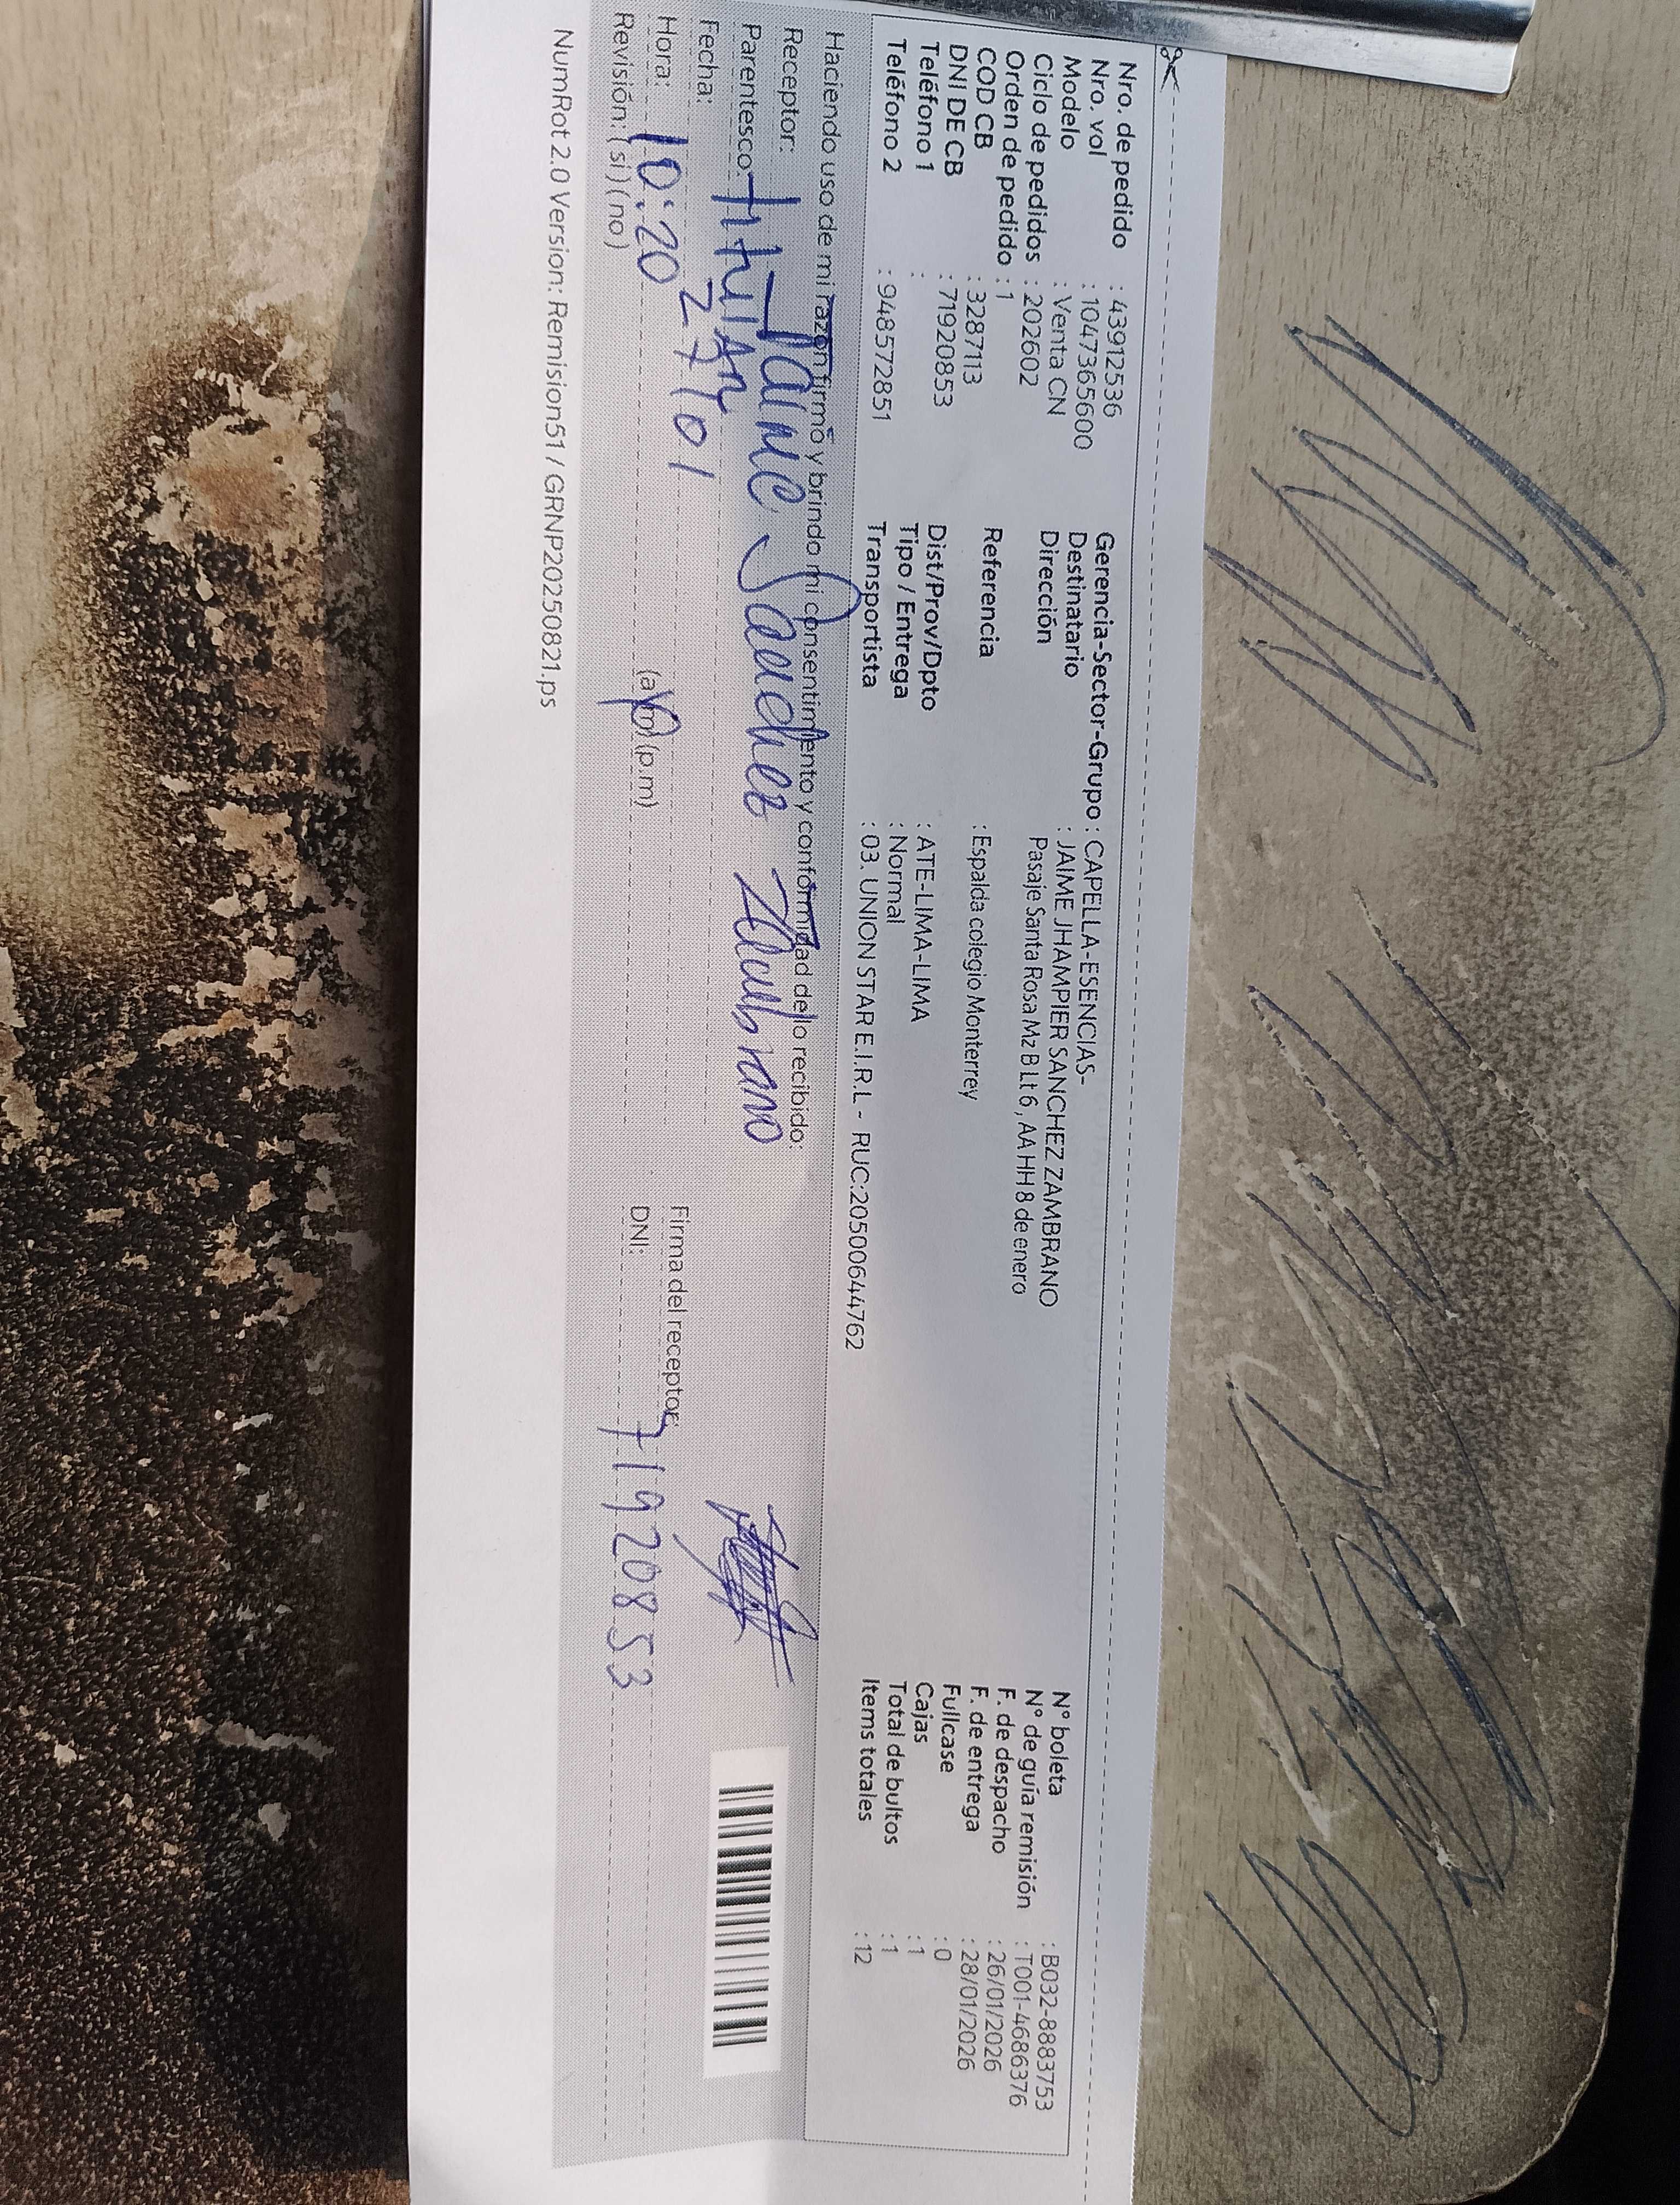 Nro. de pedido : 43912536
Nro. vol : 1047365600
Modelo : Venta CN
Ciclo de pedidos : 202602
Orden de pedido : 1
COD CB : 3287113
DNI DE CB : 71920853
Teléfono 1 :
Teléfono 2 : 948572851
Gerencia-Sector-Grupo : CAPELLA-ESENCIAS-
Destinatario : JAIME JHAMPIER SANCHEZ ZAMBRANO
Dirección Pasaje Santa Rosa Mz B Lt 6, AA HH 8 de enero
Referencia : Espalda colegio Monterrey
Dist/Prov/Dpto : ATE-LIMA-LIMA
Tipo / Entrega : Normal
Transportista : 03. UNION STAR E.I.R.L - RUC:20500644762
N° boleta : B032-8883753
N° de guía remisión : T001-4686376
F. de despacho : 26/01/2026
F. de entrega : 28/01/2026
Fullcase : 0
Cajas : 1
Total de bultos : 1
Items totales : 12
Haciendo uso de mi razón firmo y brindo mi consentimiento y conformidad de lo recibido:
Receptor: Jaime Sanchez Zambrano
Parentesco: tituLAR
Fecha: 27/01
Hora: 10:20 (a.m) (p.m)
Revisión: ( si ) ( no )
Firma del receptor:
DNI: 71920853
NumRot 2.0 Version: Remision51 / GRNP20250821.ps